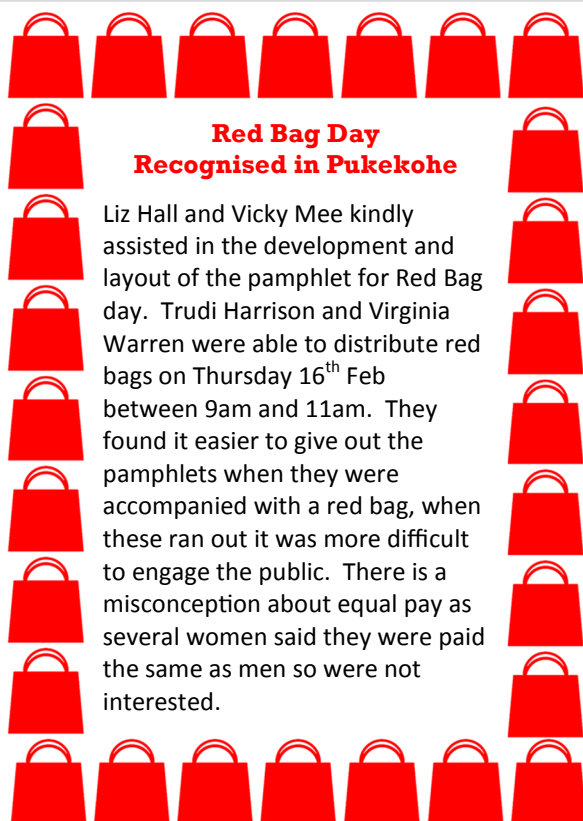 Red Bag Day
Recognised in Pukekohe
Liz Hall and Vicky Mee kindly
assisted in the development and
layout of the pamphlet for Red Bag
day.  Trudi Harrison and Virginia
Warren were able to distribute red
bags on Thursday 16th Feb
between 9am and 11am.  They
found it easier to give out the
pamphlets when they were
accompanied with a red bag, when
these ran out it was more difficult
to engage the public.  There is a
misconception about equal pay as
several women said they were paid
the same as men so were not
interested.